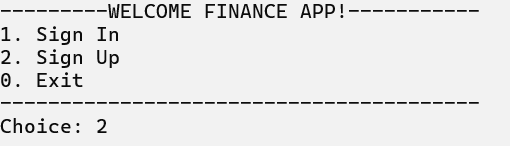 ---------WELCOME FINANCE APP!-----------
1. Sign In
2. Sign Up
0. Exit
----------------------------------------
Choice: 2